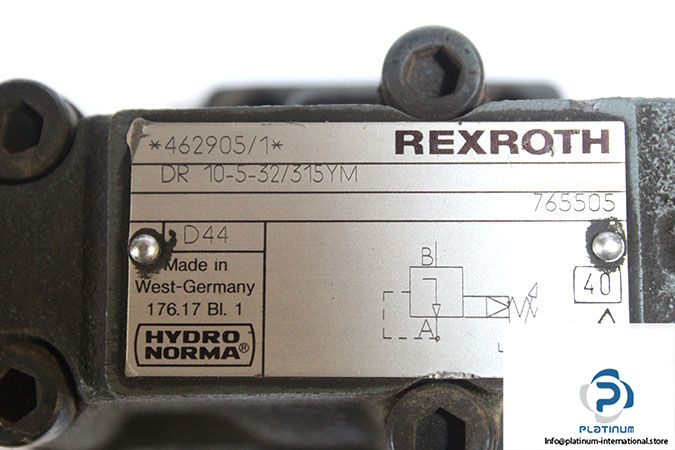 *462905/1* REXROTH
DR 10-5-32/315YM
765505
D44
Made in
West-Germany
176.17 Bl. 1
HYDRO
NORMA®
B
A
40
PLATINUM
Info@platinum-international.store